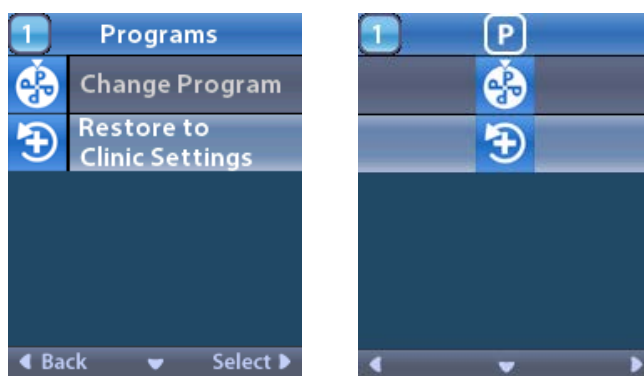 1 Programs
Change Program
Restore to
Clinic Settings
Back Select
1 P